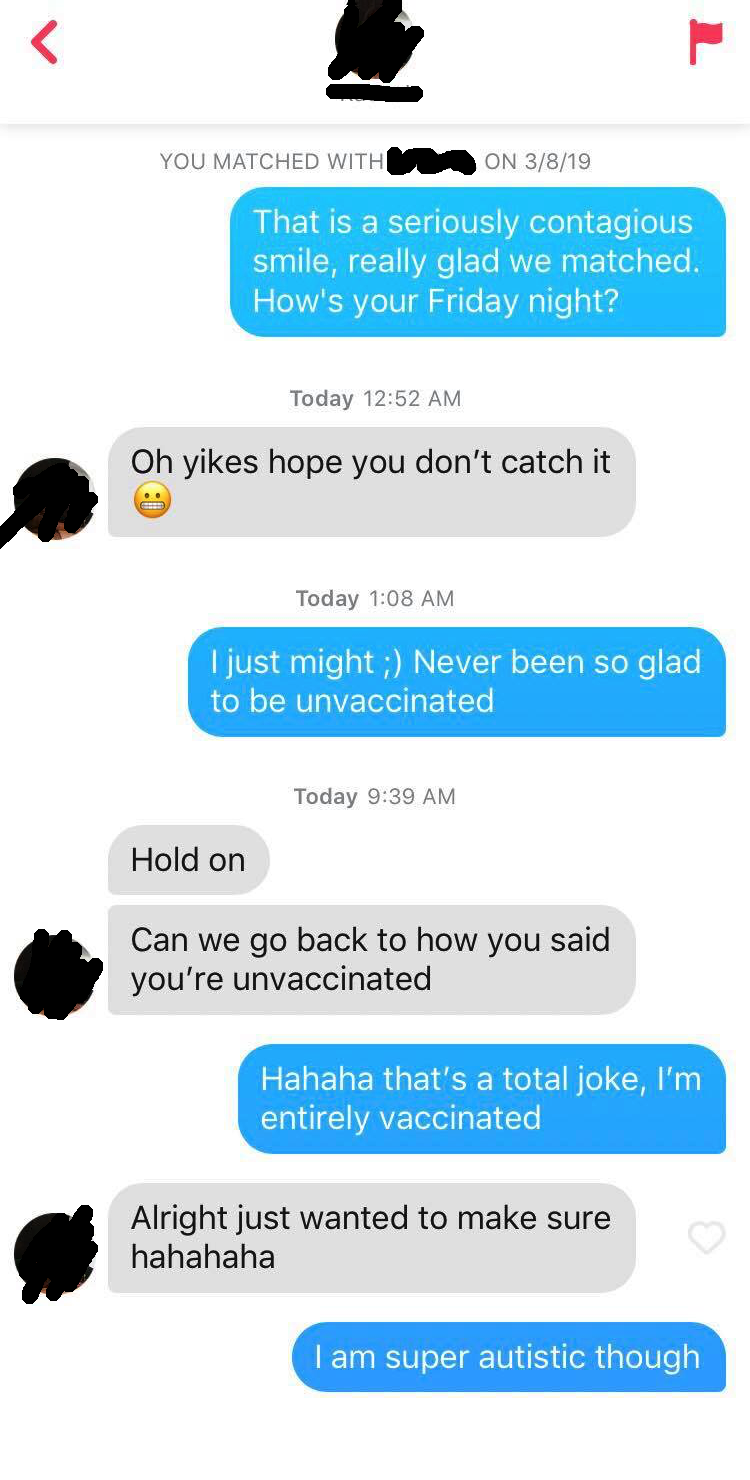 YOU MATCHED WITH ON 3/8/19
That is a seriously contagious
smile, really glad we matched.
How's your Friday night?
Today 12:52 AM
Oh yikes hope you don’t catch it
😬
Today 1:08 AM
I just might ;) Never been so glad
to be unvaccinated
Today 9:39 AM
Hold on
Can we go back to how you said
you’re unvaccinated
Hahaha that’s a total joke, I’m
entirely vaccinated
Alright just wanted to make sure
hahahaha
I am super autistic though